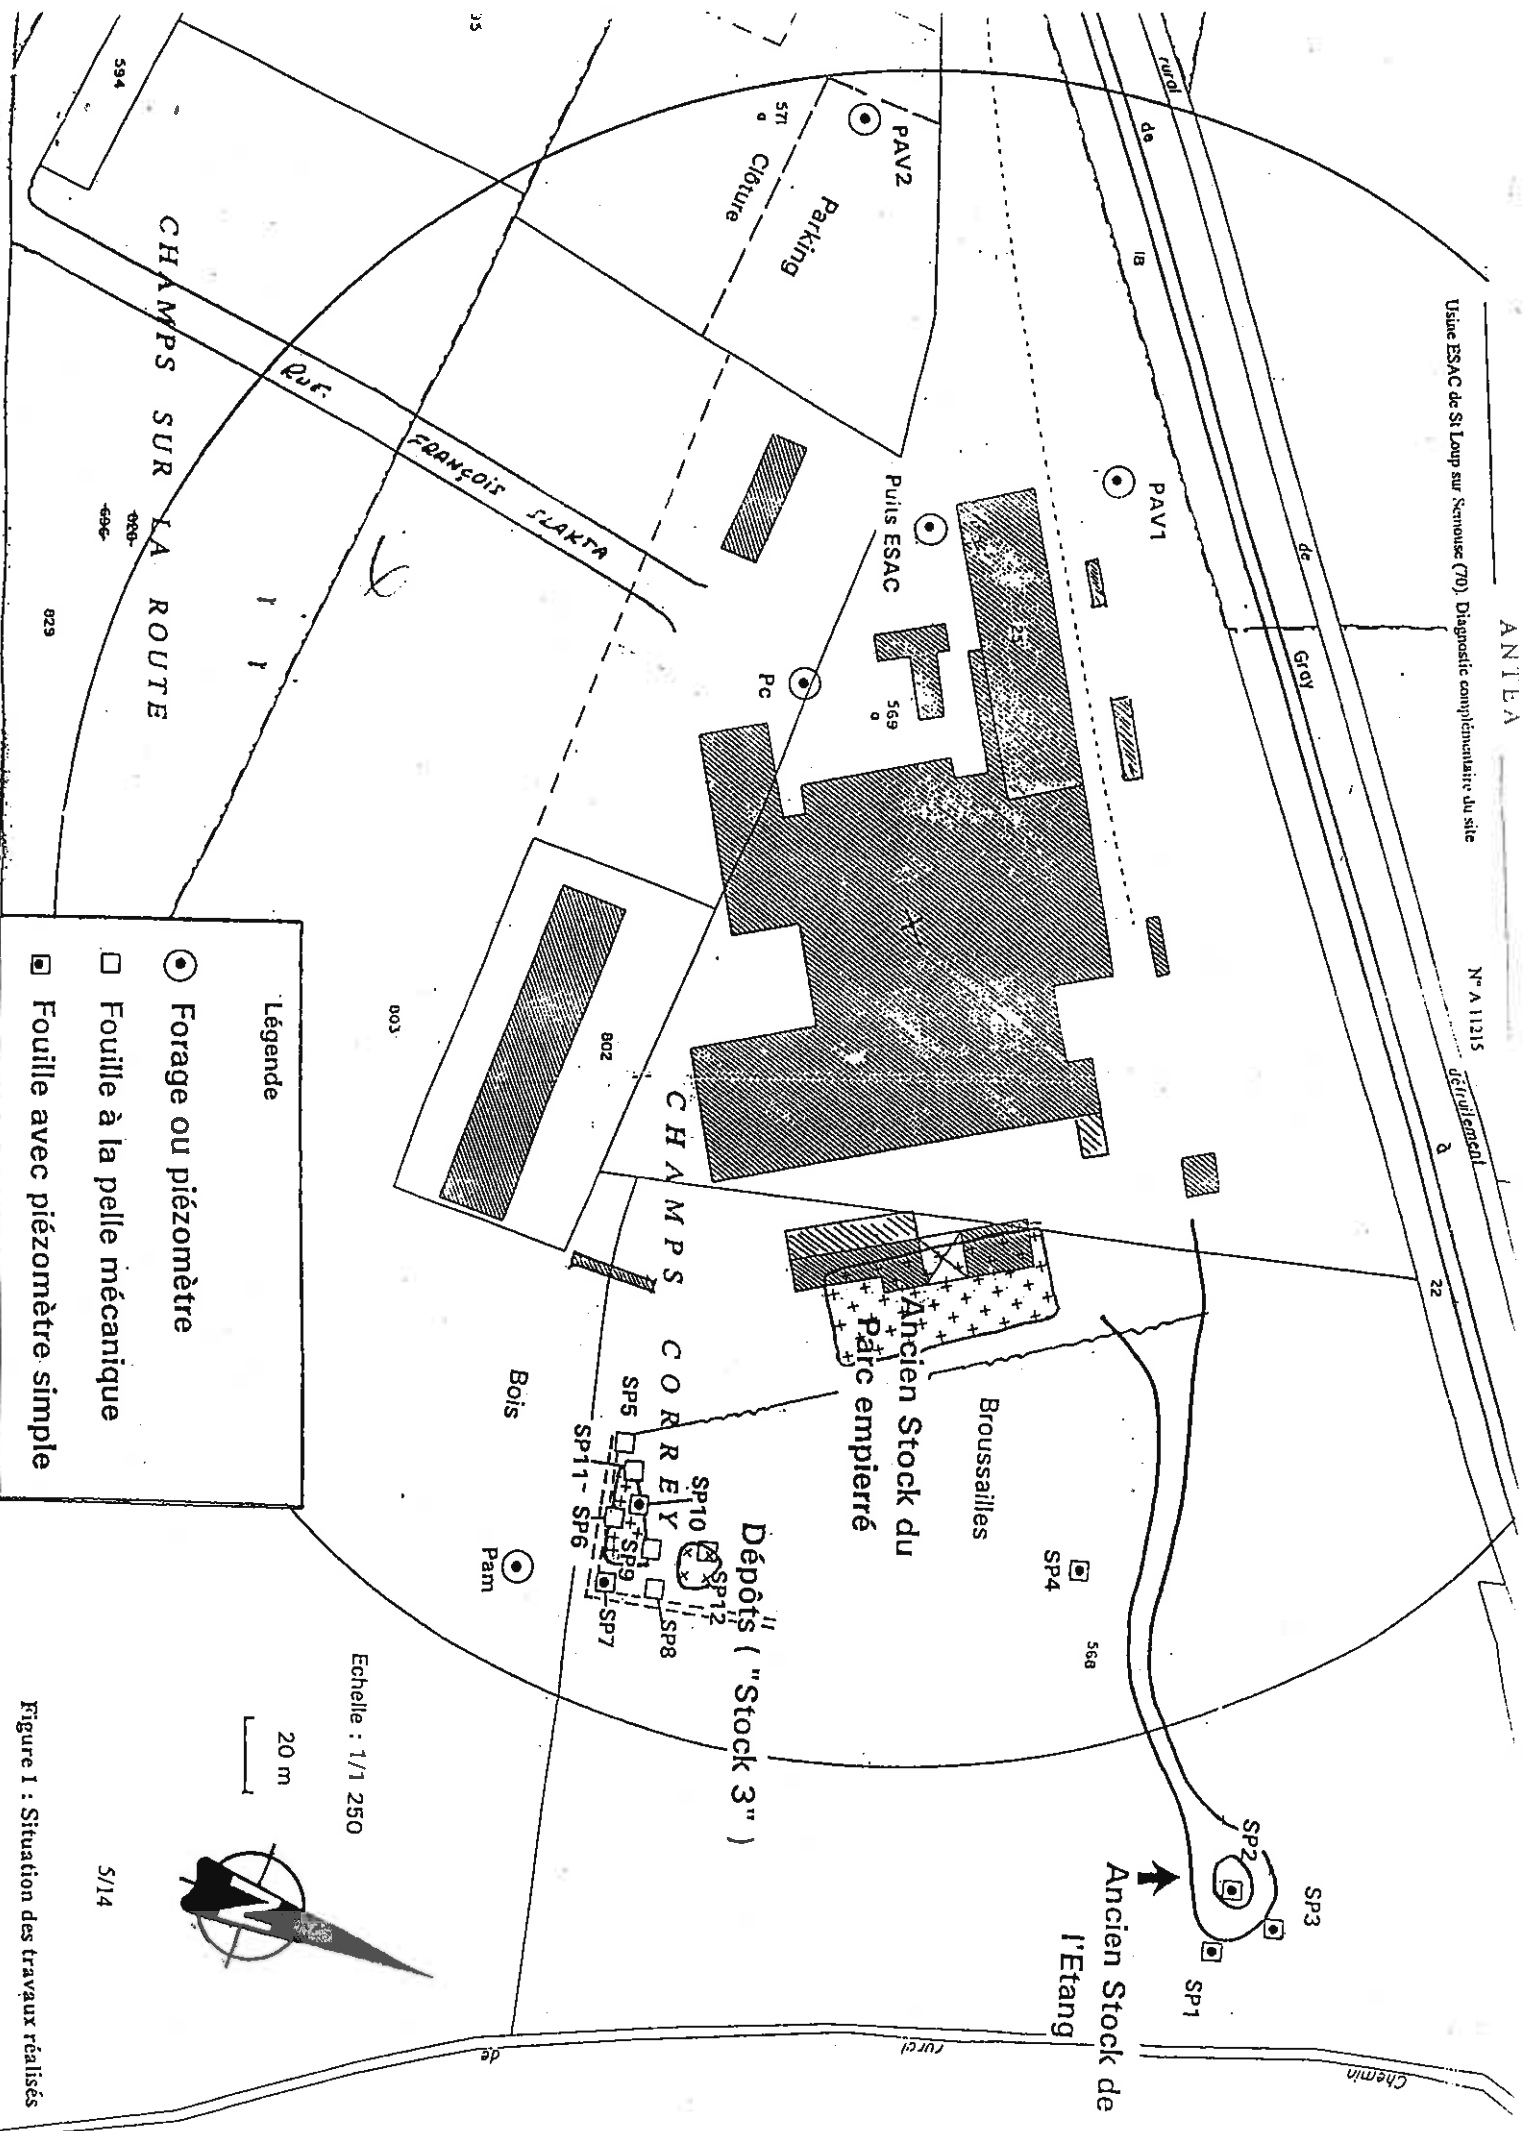 ANTEA
Usine ESAC de St Loup sur Semouse (70). Diagnostic complémentaire du site
N° A 11215
rural
de
de
Gray
à
18
22
PAV1
PAV2
Parking
Clôture
571
a
594
35
Puits ESAC
Pc
569
a
25
RUE
FRANÇOIS
SLAKTA
CHAMPS SUR LA ROUTE
828
696
829
803
802
CHAMPS CORREY
Ancien Stock du
Parc empierré
Broussailles
Bois
SP5
SP11
SP6
SP10
SP9
SP12
SP8
SP7
Pam
Dépôts ( "Stock 3" )
SP4
568
SP2
SP3
SP1
Ancien Stock de
l'Etang
Chemin
rural
de
Légende
Forage ou piézomètre
Fouille à la pelle mécanique
Fouille avec piézomètre simple
Echelle : 1/1 250
20 m
5/14
Figure 1 : Situation des travaux réalisés